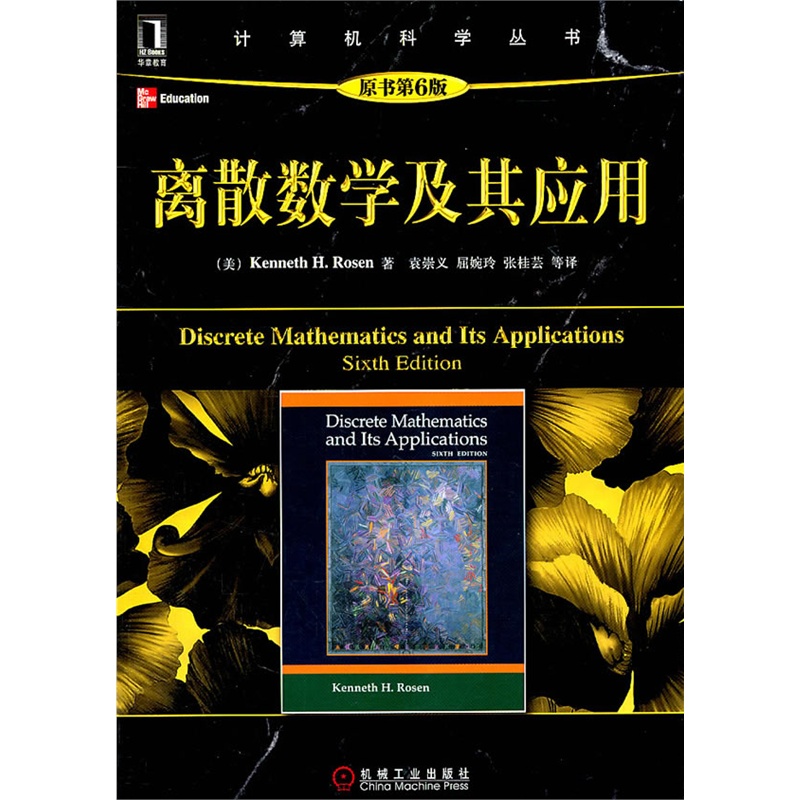 计算机科学丛书
HZ Books
华章教育
原书第6版
Mc
Graw
Hill Education
离散数学及其应用
（美）Kenneth H. Rosen 著 袁崇义 屈婉玲 张桂芸 等译
Discrete Mathematics and Its Applications
Sixth Edition
Discrete Mathematics
and Its Applications
SIXTH EDITION
Kenneth H. Rosen
机械工业出版社
China Machine Press